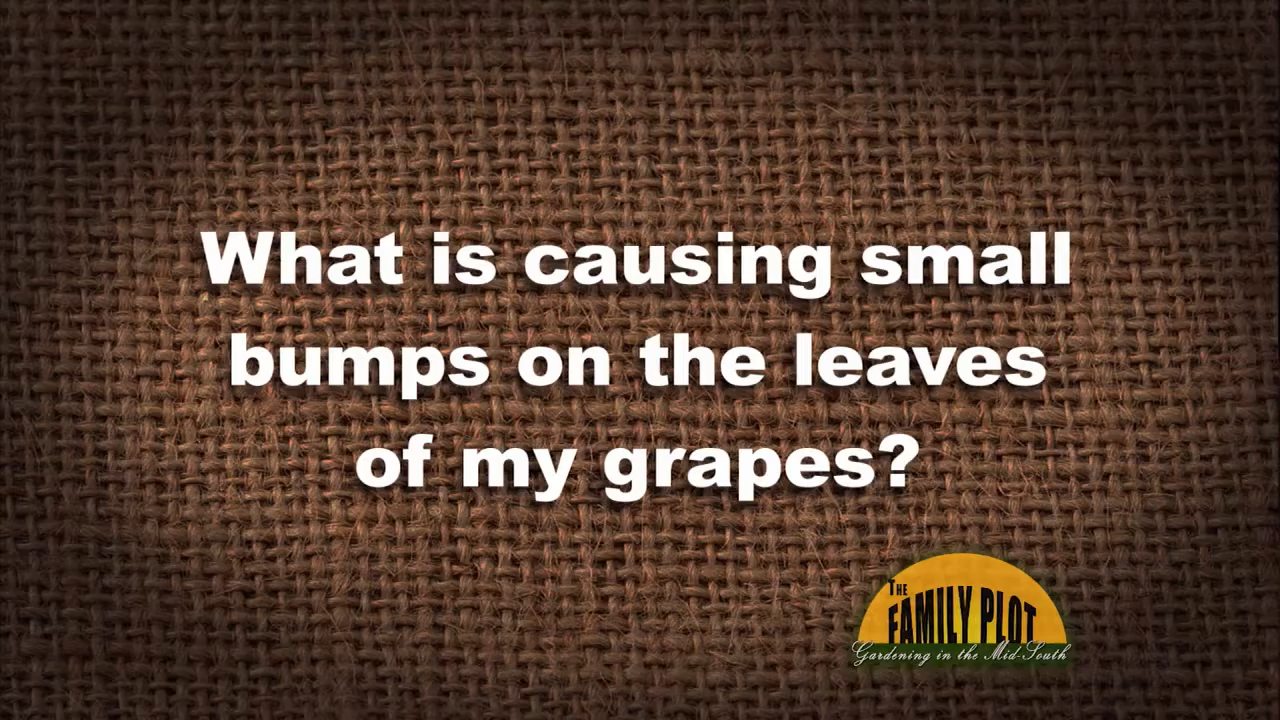 What is causing small
bumps on the leaves
of my grapes?
THE
FAMILY PLOT
Gardening in the Mid-South